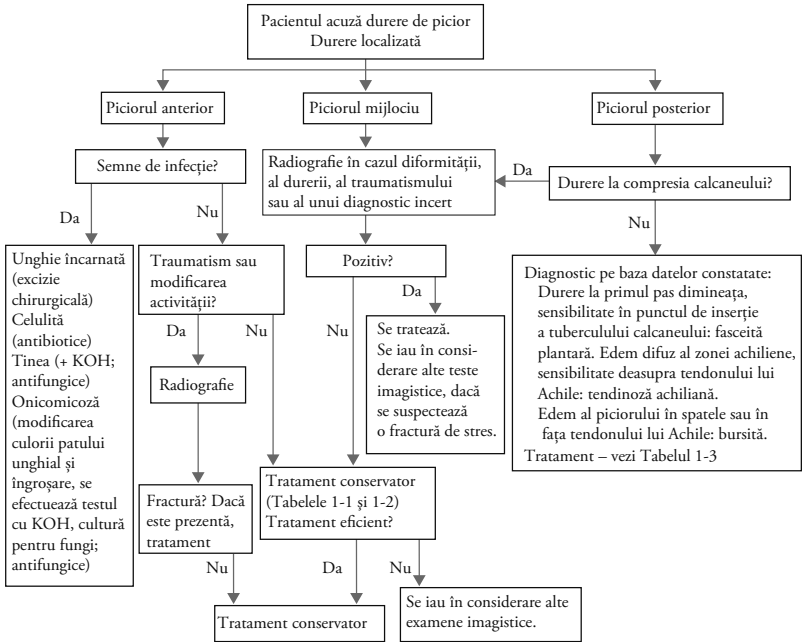 Pacientul acuză durere de picior
Durere localizată
Piciorul anterior
Piciorul mijlociu
Piciorul posterior
Semne de infecție?
Radiografie în cazul diformității,
al durerii, al traumatismului
sau al unui diagnostic incert
Da
Durere la compresia calcaneului?
Da
Nu
Nu
Unghie încarnată
(excizie
chirurgicală)
Celulită
(antibiotice)
Tinea (+ KOH;
antifungice)
Onicomicoză
(modificarea
culorii patului
unghial și
îngroșare, se
efectuează testul
cu KOH, cultură
pentru fungi;
antifungice)
Traumatism sau
modificarea
activității?
Pozitiv?
Diagnostic pe baza datelor constatate:
Durere la primul pas dimineața,
sensibilitate în punctul de inserție
a tuberculului calcaneului: fasceită
plantară. Edem difuz al zonei achiliene,
sensibilitate deasupra tendonului lui
Achile: tendinoză achiliană.
Edem al piciorului în spatele sau în
fața tendonului lui Achile: bursită.
Tratament – vezi Tabelul 1-3
Da
Nu
Nu
Da
Radiografie
Se tratează.
Se iau în consi-
derare alte teste
imagistice, dacă
se suspectează
o fractură de stres.
Fractură? Dacă
este prezentă,
tratament
Tratament conservator
(Tabelele 1-1 și 1-2)
Tratament eficient?
Nu
Da
Nu
Tratament conservator
Se iau în considerare alte
examene imagistice.